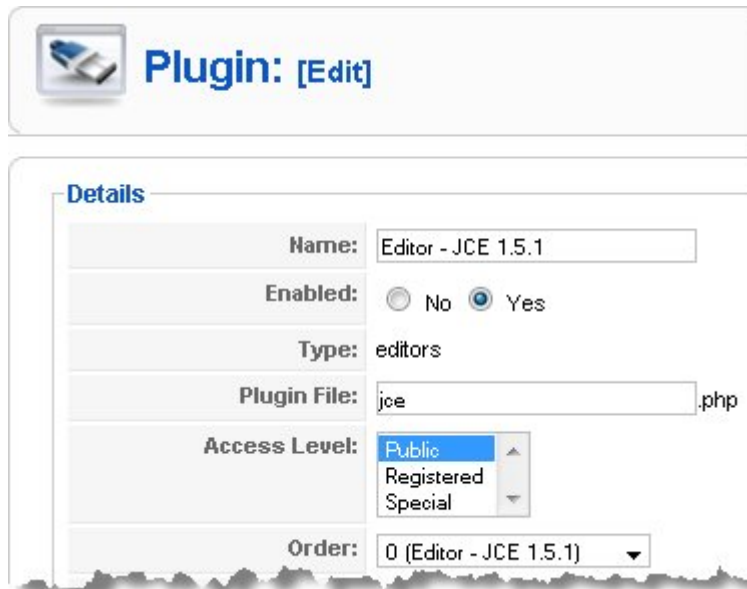 Plugin: [Edit]
Details
Name: Editor - JCE 1.5.1
Enabled: No Yes
Type: editors
Plugin File: jce .php
Access Level: Public
Registered
Special
Order: 0 (Editor - JCE 1.5.1)